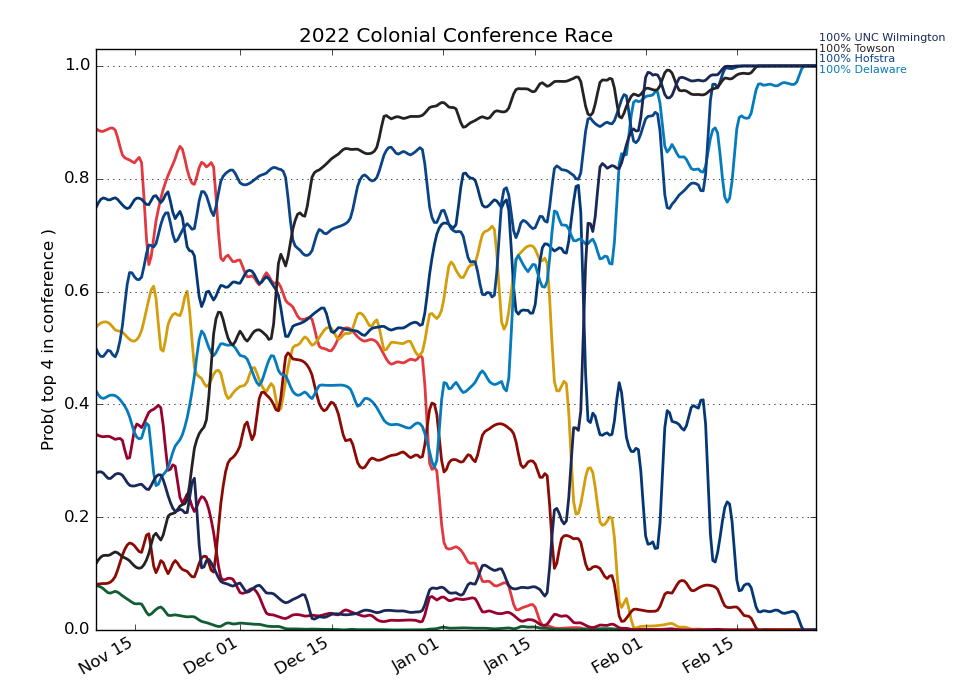 2022 Colonial Conference Race
100% UNC Wilmington
100% Towson
100% Hofstra
100% Delaware
Prob( top 4 in conference )
1.0
0.8
0.6
0.4
0.2
0.0
Nov 15
Dec 01
Dec 15
Jan 01
Jan 15
Feb 01
Feb 15